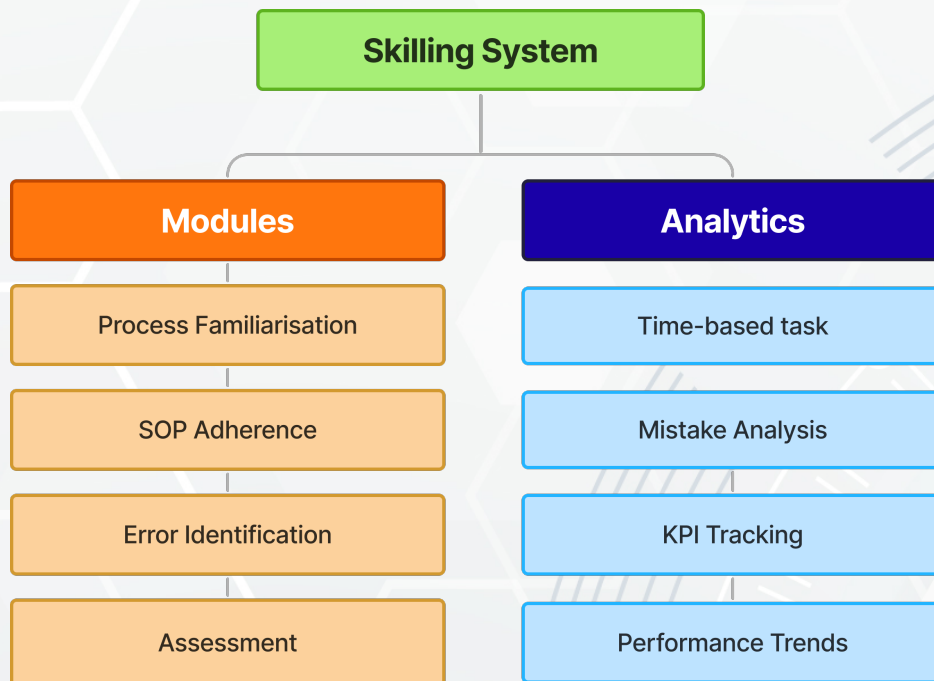 Skilling System
Modules
Analytics
Process Familiarisation
Time-based task
SOP Adherence
Mistake Analysis
Error Identification
KPI Tracking
Assessment
Performance Trends